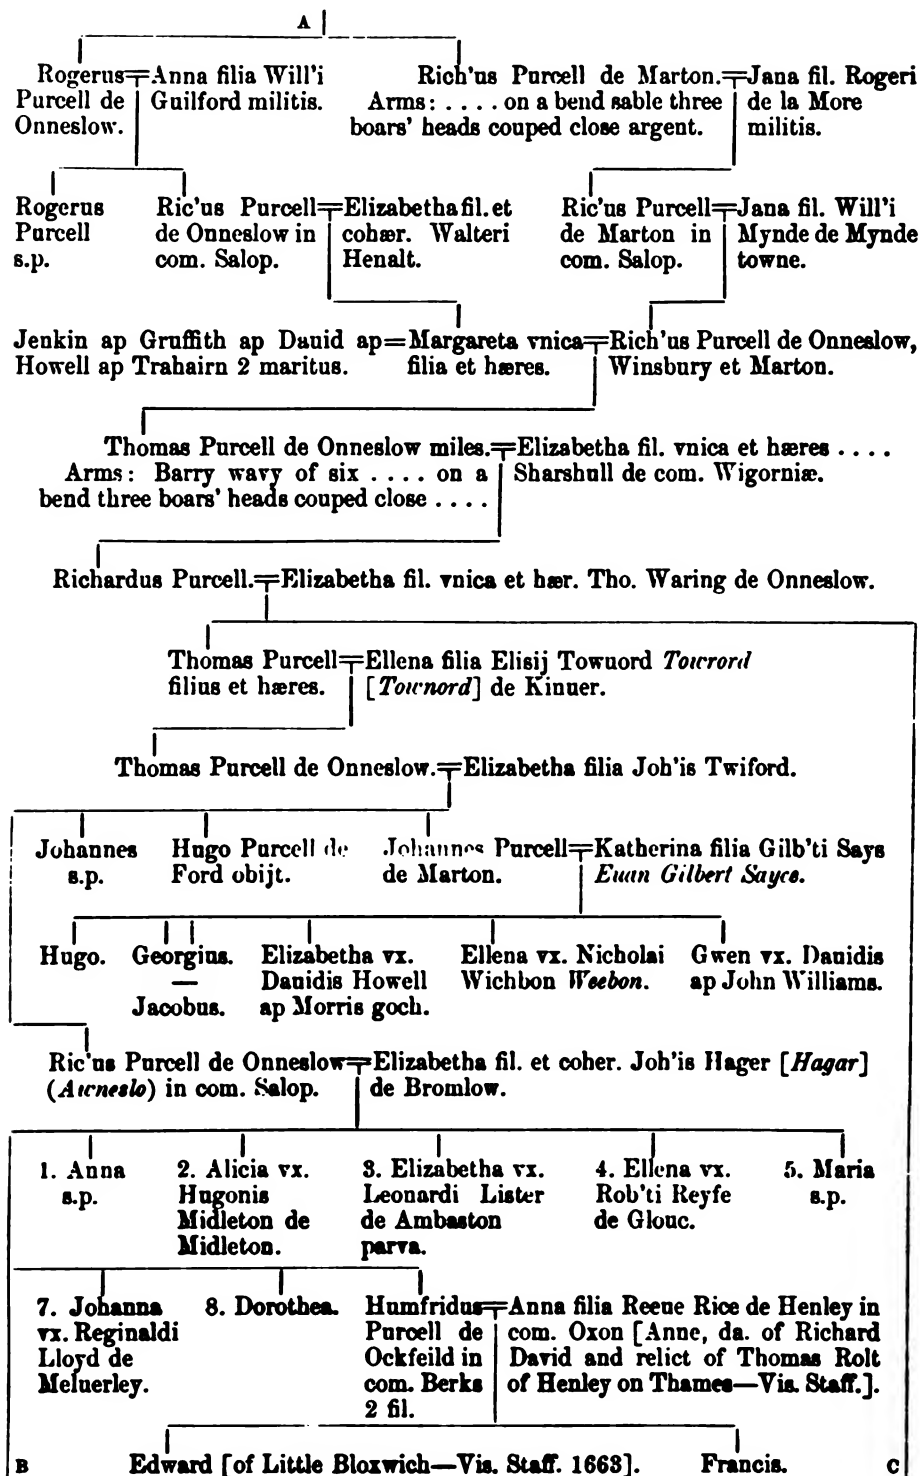 A
Rogerus Anna filia Will'i
Purcell de Guilford militis.
Onneslow.
Rich'us Purcell de Marton. Jana fil. Rogeri
Arms: . . . . on a bend sable three de la More
boars' heads couped close argent. militis.
Rogerus
Purcell
s.p.
Ric'us Purcell Elizabetha fil. et
de Onneslow in cohær. Walteri
com. Salop. Henalt.
Ric'us Purcell Jana fil. Will'i
de Marton in Mynde de Mynde
com. Salop. towne.
Jenkin ap Gruffith ap Dauid ap = Margareta vnica Rich'us Purcell de Onneslow,
Howell ap Trahairn 2 maritus. filia et hæres. Winsbury et Marton.
Thomas Purcell de Onneslow miles. Elizabetha fil. vnica et hæres . . . .
Arms: Barry wavy of six . . . . on a Sharshull de com. Wigorniæ.
bend three boars' heads couped close . . . .
Richardus Purcell. Elizabetha fil. vnica et hær. Tho. Waring de Onneslow.
Thomas Purcell Ellena filia Elisij Towuord Towrord
filius et hæres. [Townord] de Kinuer.
Thomas Purcell de Onneslow. Elizabetha filia Joh'is Twiford.
Johannes
s.p.
Hugo Purcell de
Ford obijt.
Johannes Purcell Katherina filia Gilb'ti Says
de Marton. Euan Gilbert Sayce.
Hugo.
Georgius.
—
Jacobus.
Elizabetha vx.
Dauidis Howell
ap Morris goch.
Ellena vx. Nicholai
Wichbon Weebon.
Gwen vx. Dauidis
ap John Williams.
Ric'us Purcell de Onneslow Elizabetha fil. et coher. Joh'is Hager [Hagar]
(Awneslo) in com. Salop. de Bromlow.
1. Anna
s.p.
2. Alicia vx.
Hugonis
Midleton de
Midleton.
3. Elizabetha vx.
Leonardi Lister
de Ambaston
parva.
4. Ellena vx.
Rob'ti Reyfe
de Glouc.
5. Maria
s.p.
7. Johanna
vx. Reginaldi
Lloyd de
Meluerley.
8. Dorothea.
Humfridus Anna filia Reene Rice de Henley in
Purcell de com. Oxon [Anne, da. of Richard
Ockfeild in David and relict of Thomas Rolt
com. Berks of Henley on Thames—Vis. Staff.].
2 fil.
B Edward [of Little Bloxwich—Vis. Staff. 1663]. Francis. C